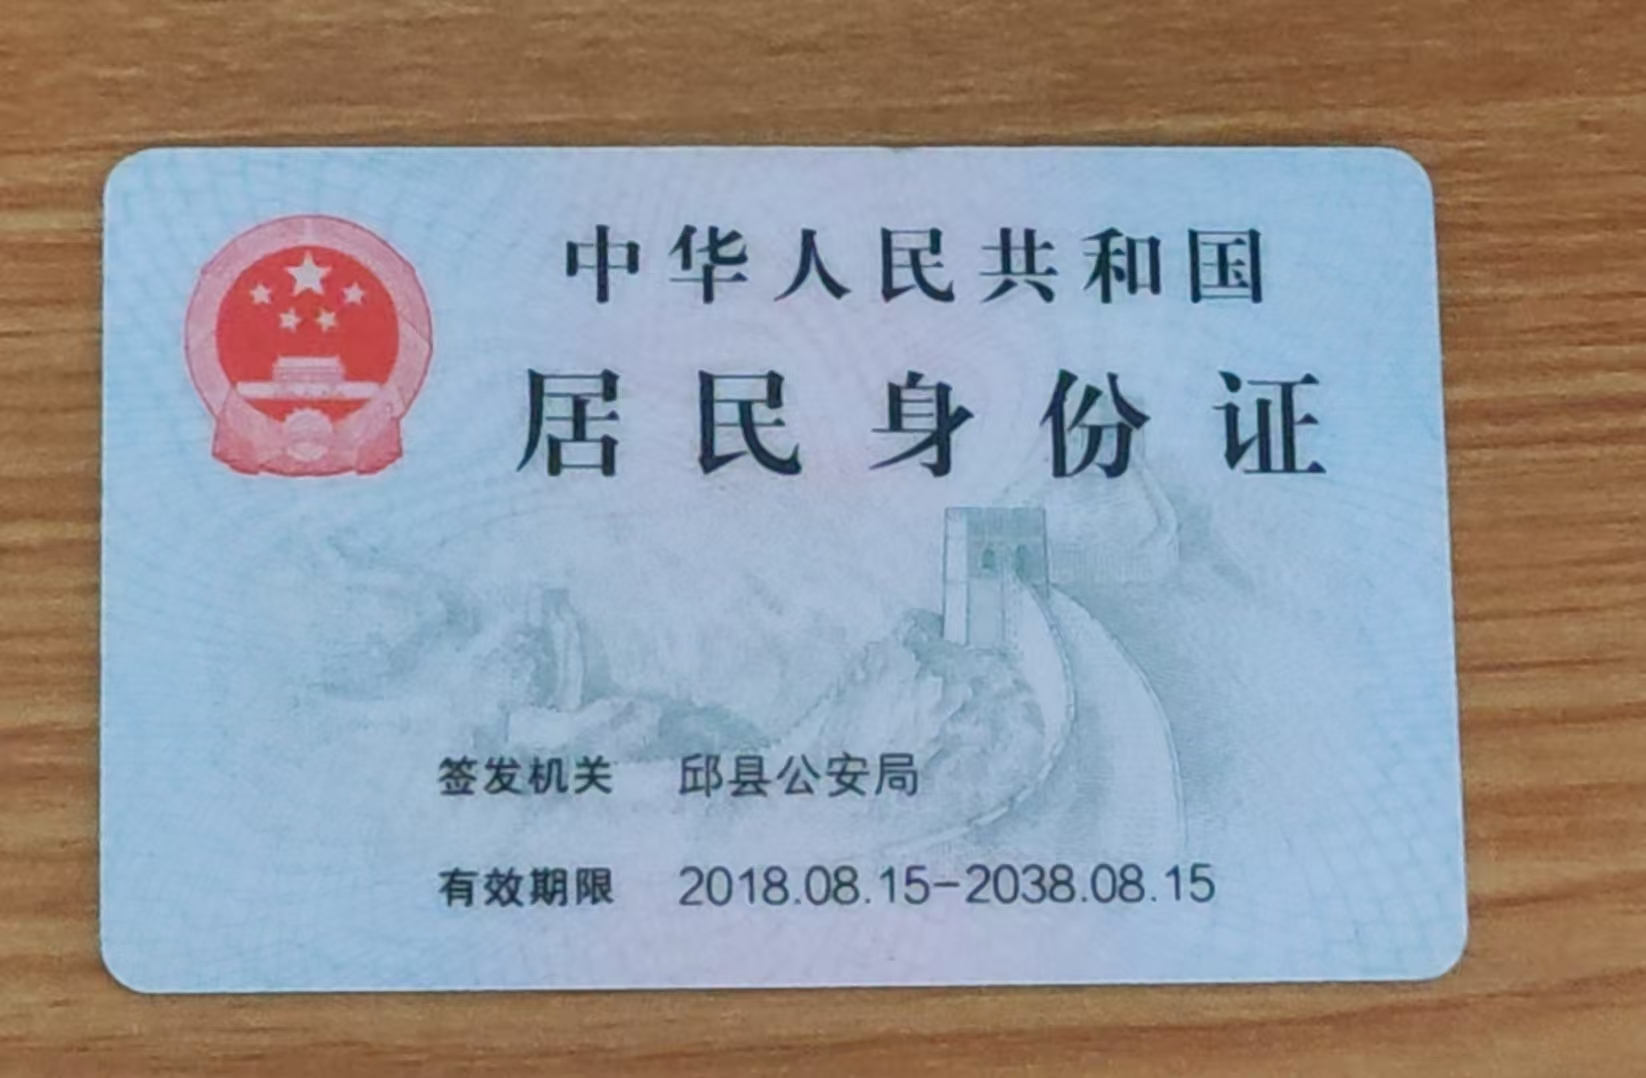 中华人民共和国
居民身份证
签发机关 邱县公安局
有效期限 2018.08.15-2038.08.15